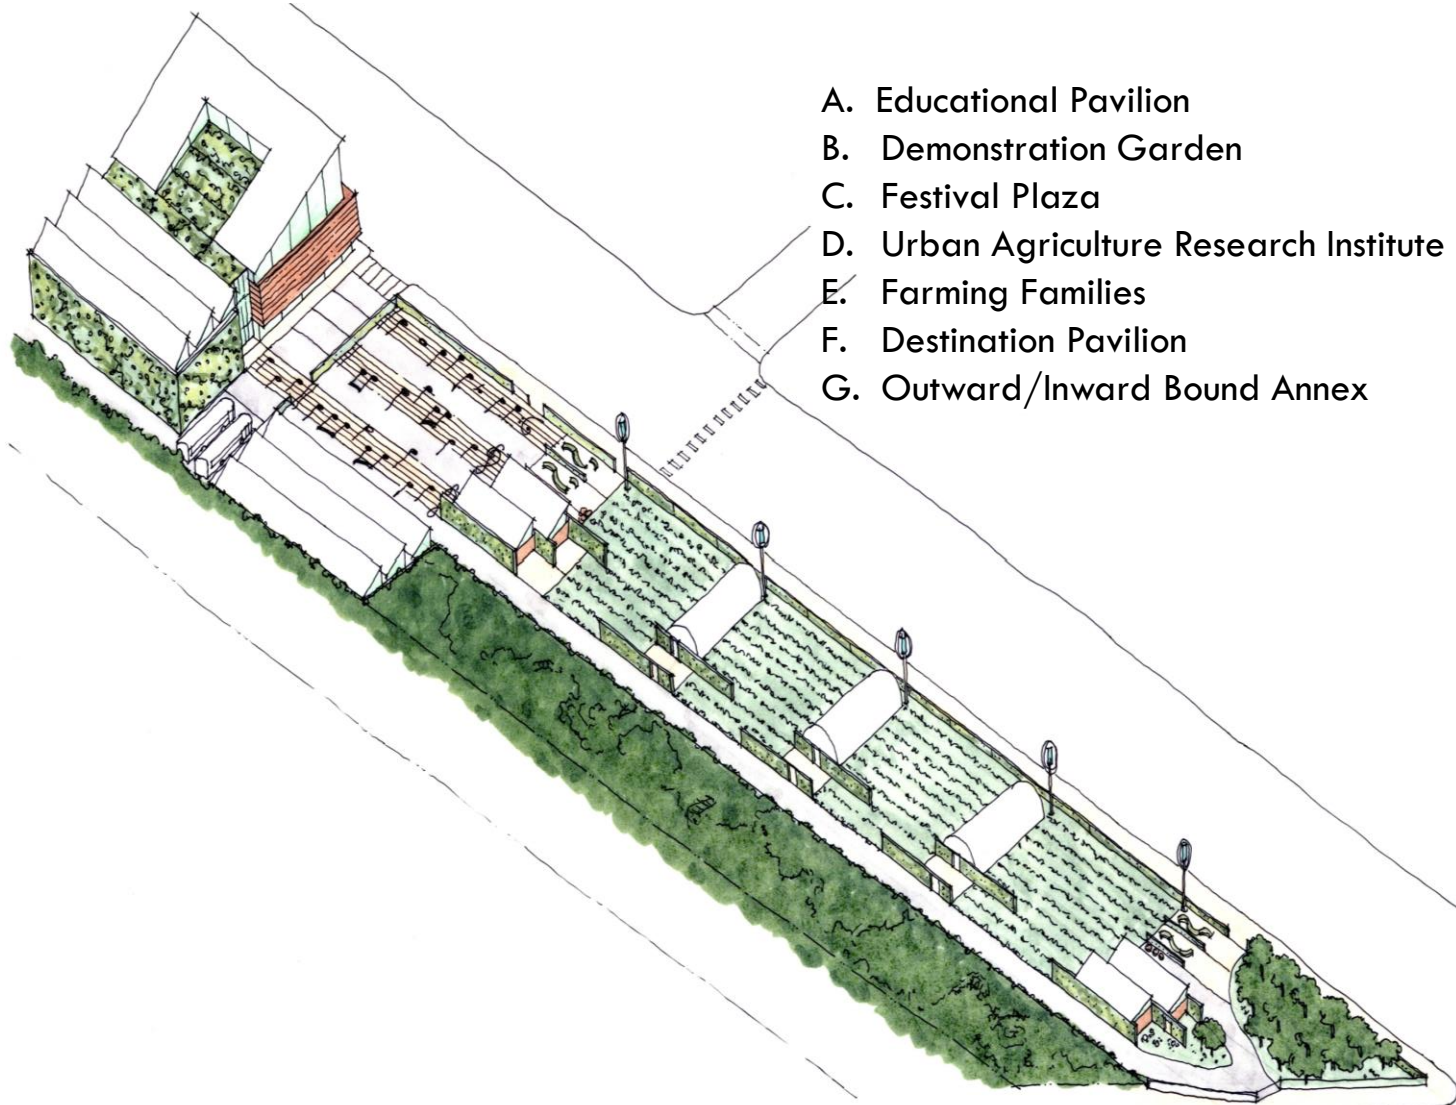 A. Educational Pavilion
B. Demonstration Garden
C. Festival Plaza
D. Urban Agriculture Research Institute
E. Farming Families
F. Destination Pavilion
G. Outward/Inward Bound Annex